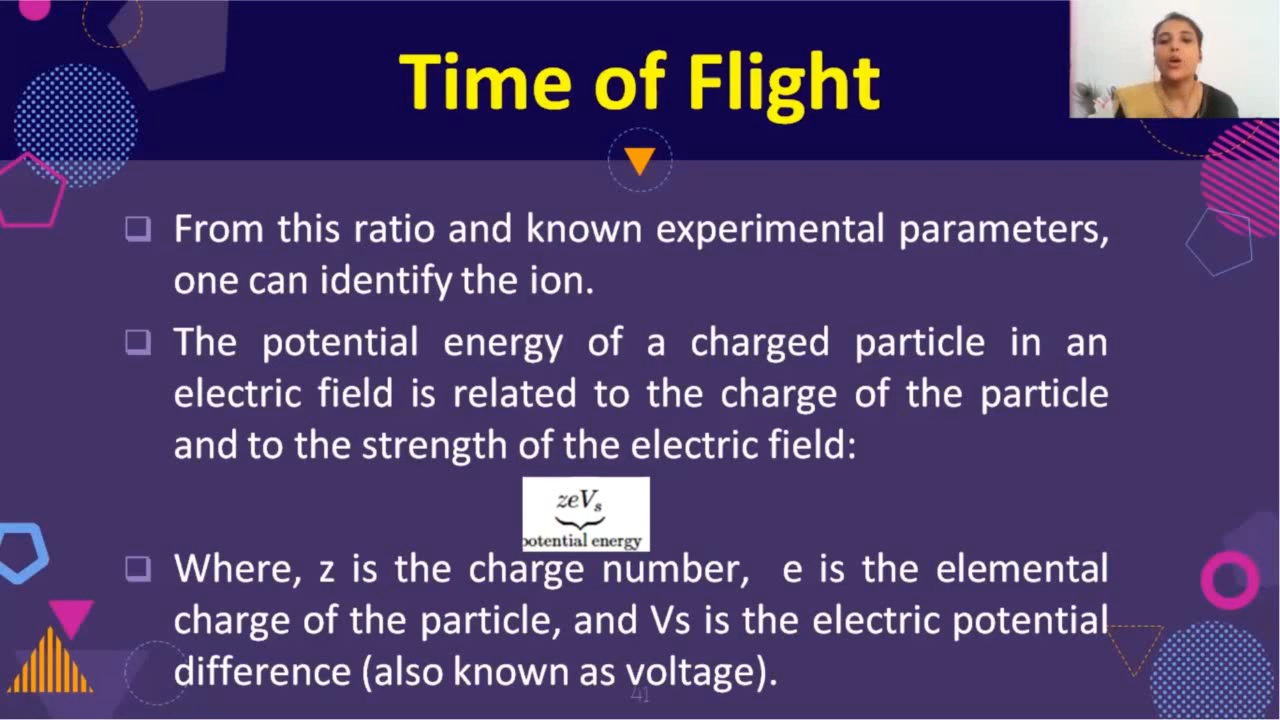 Time of Flight
From this ratio and known experimental parameters,
one can identify the ion.
The potential energy of a charged particle in an
electric field is related to the charge of the particle
and to the strength of the electric field:
zeVₛ
potential energy
Where, z is the charge number, e is the elemental
charge of the particle, and Vs is the electric potential
difference (also known as voltage).
41